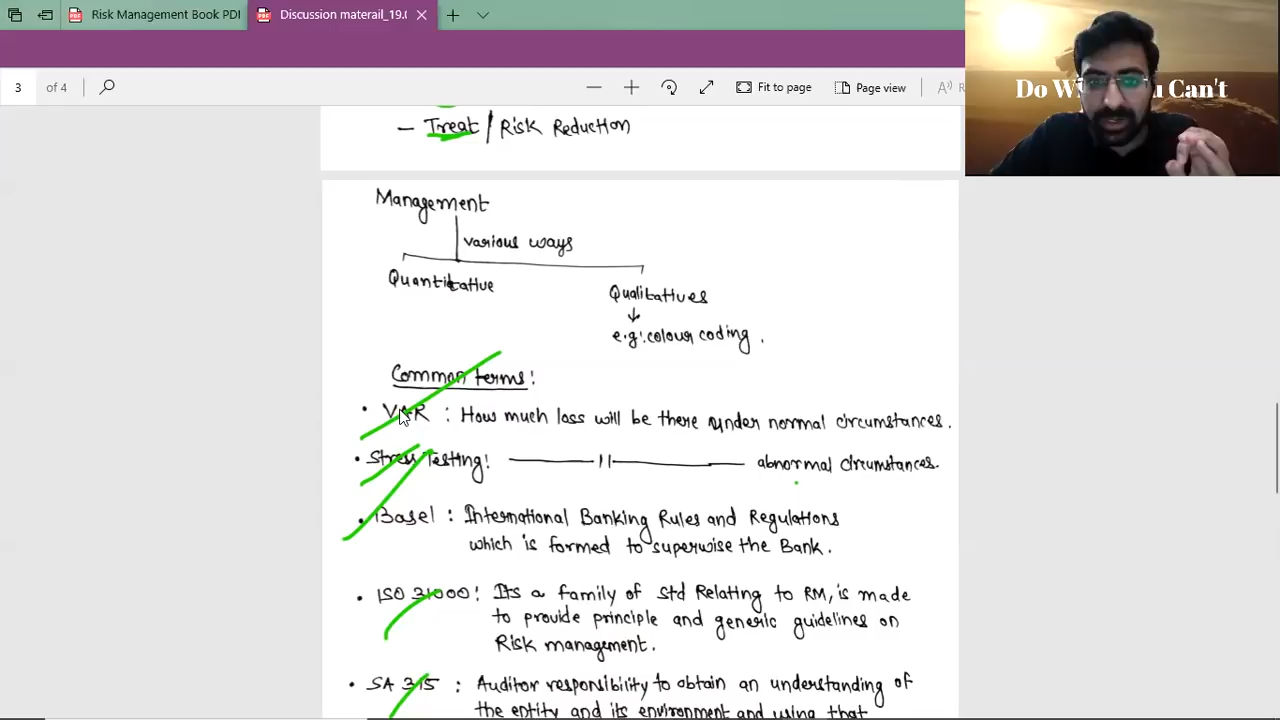 Risk Management Book PDI
Discussion materail_19.0
3 of 4
Fit to page
Page view
Do Wi u Can't
– Treat / Risk Reduction
Management
various ways
Quantitative
Qualitatives
e.g: colour coding.
Common terms:
• VAR : How much loss will be there under normal circumstances.
• Stress Testing: —— 11 —— abnormal circumstances.
• Basel : International Banking Rules and Regulations
which is formed to superwise the Bank.
• ISO 31000: Its a family of std Relating to RM, is made
to provide principle and generic guidelines on
Risk management.
• SA 315 : Auditor responsibility to obtain an understanding of
the entity and its environment and using that